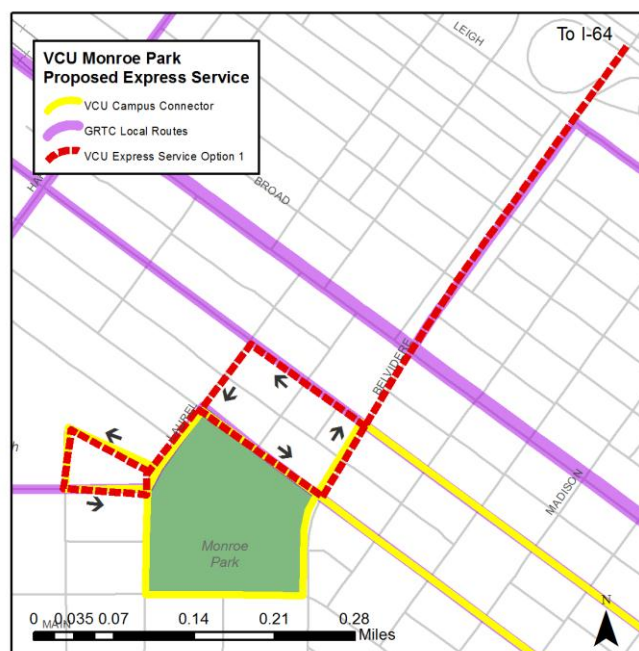 VCU Monroe Park
Proposed Express Service
VCU Campus Connector
GRTC Local Routes
VCU Express Service Option 1
LEIGH
To I-64
BROAD
BELVIDERE
LAUREL
MADISON
Monroe
Park
MAIN
N
0 0.035 0.07 0.14 0.21 0.28
Miles